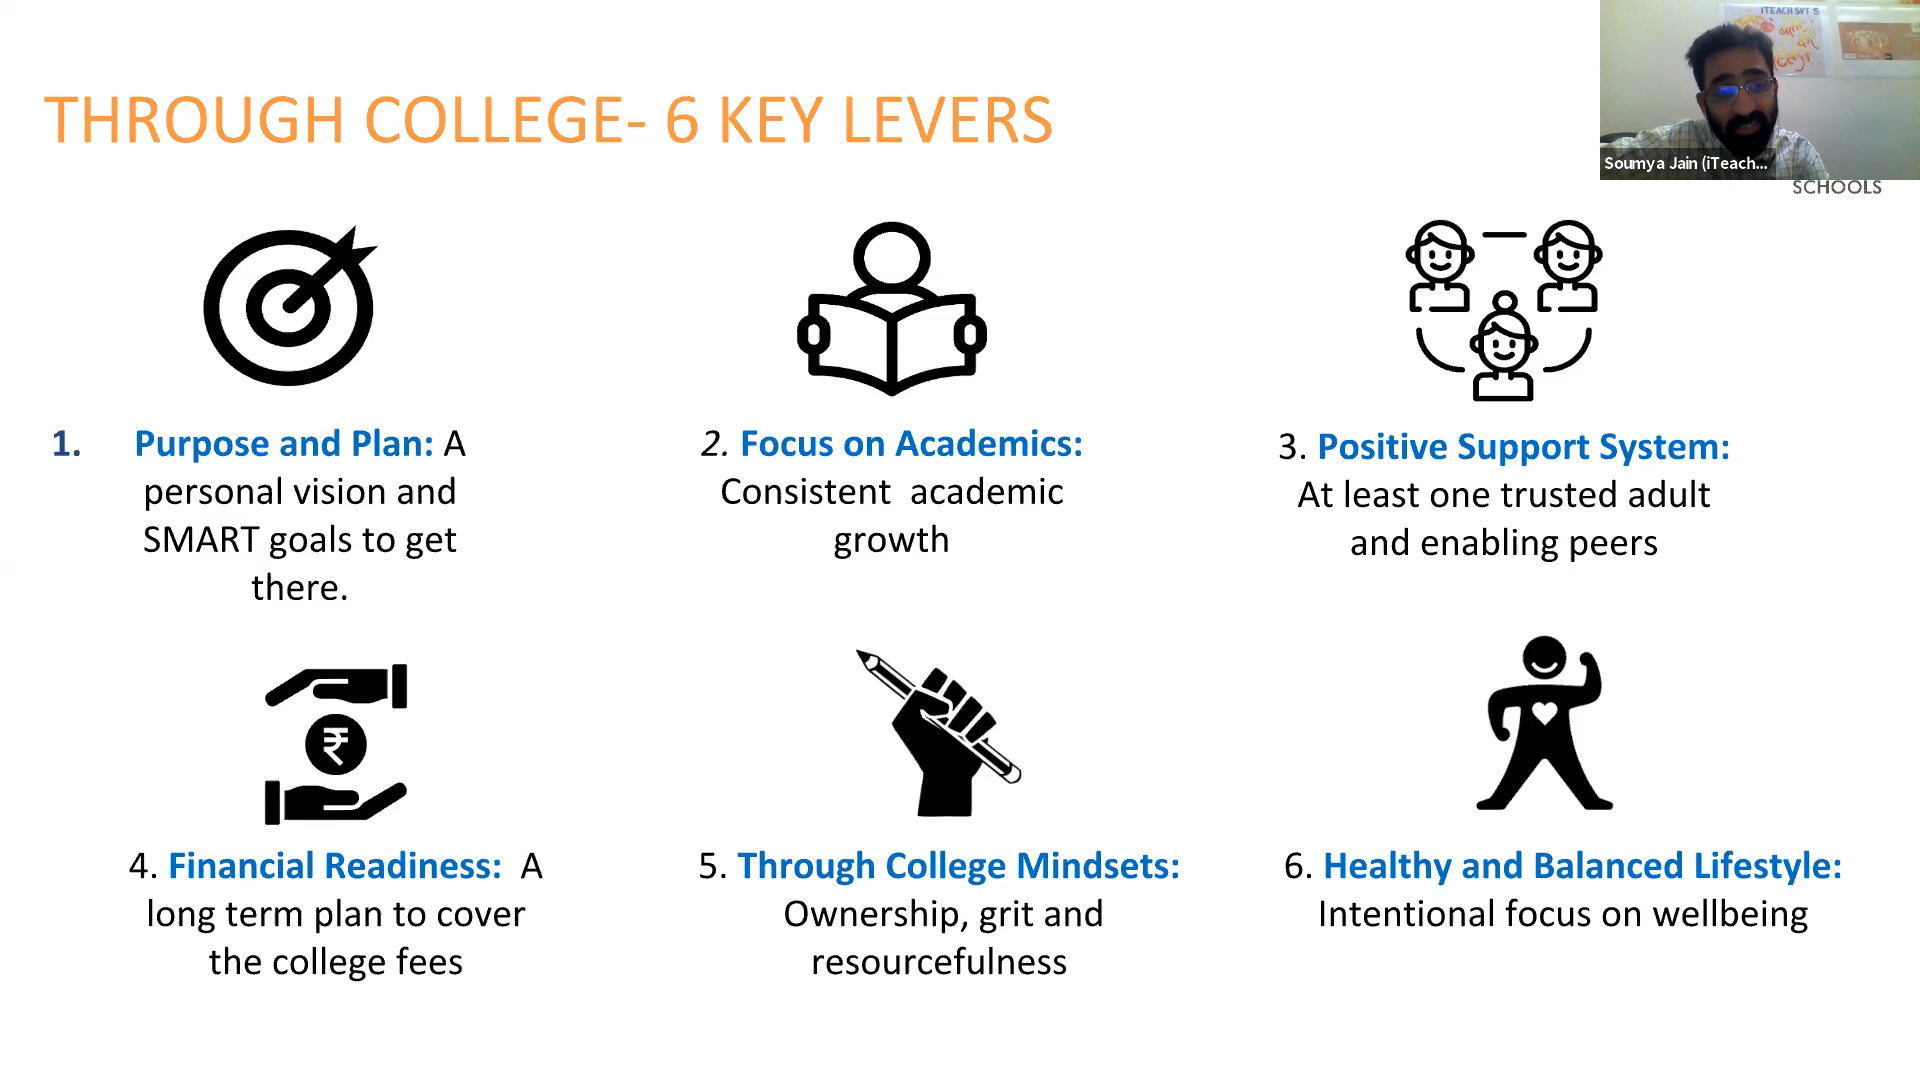 THROUGH COLLEGE- 6 KEY LEVERS
ITEACH SVT S
Soumya Jain (iTeach...
SCHOOLS
1. Purpose and Plan: A
personal vision and
SMART goals to get
there.
2. Focus on Academics:
Consistent academic
growth
3. Positive Support System:
At least one trusted adult
and enabling peers
₹
4. Financial Readiness: A
long term plan to cover
the college fees
5. Through College Mindsets:
Ownership, grit and
resourcefulness
6. Healthy and Balanced Lifestyle:
Intentional focus on wellbeing